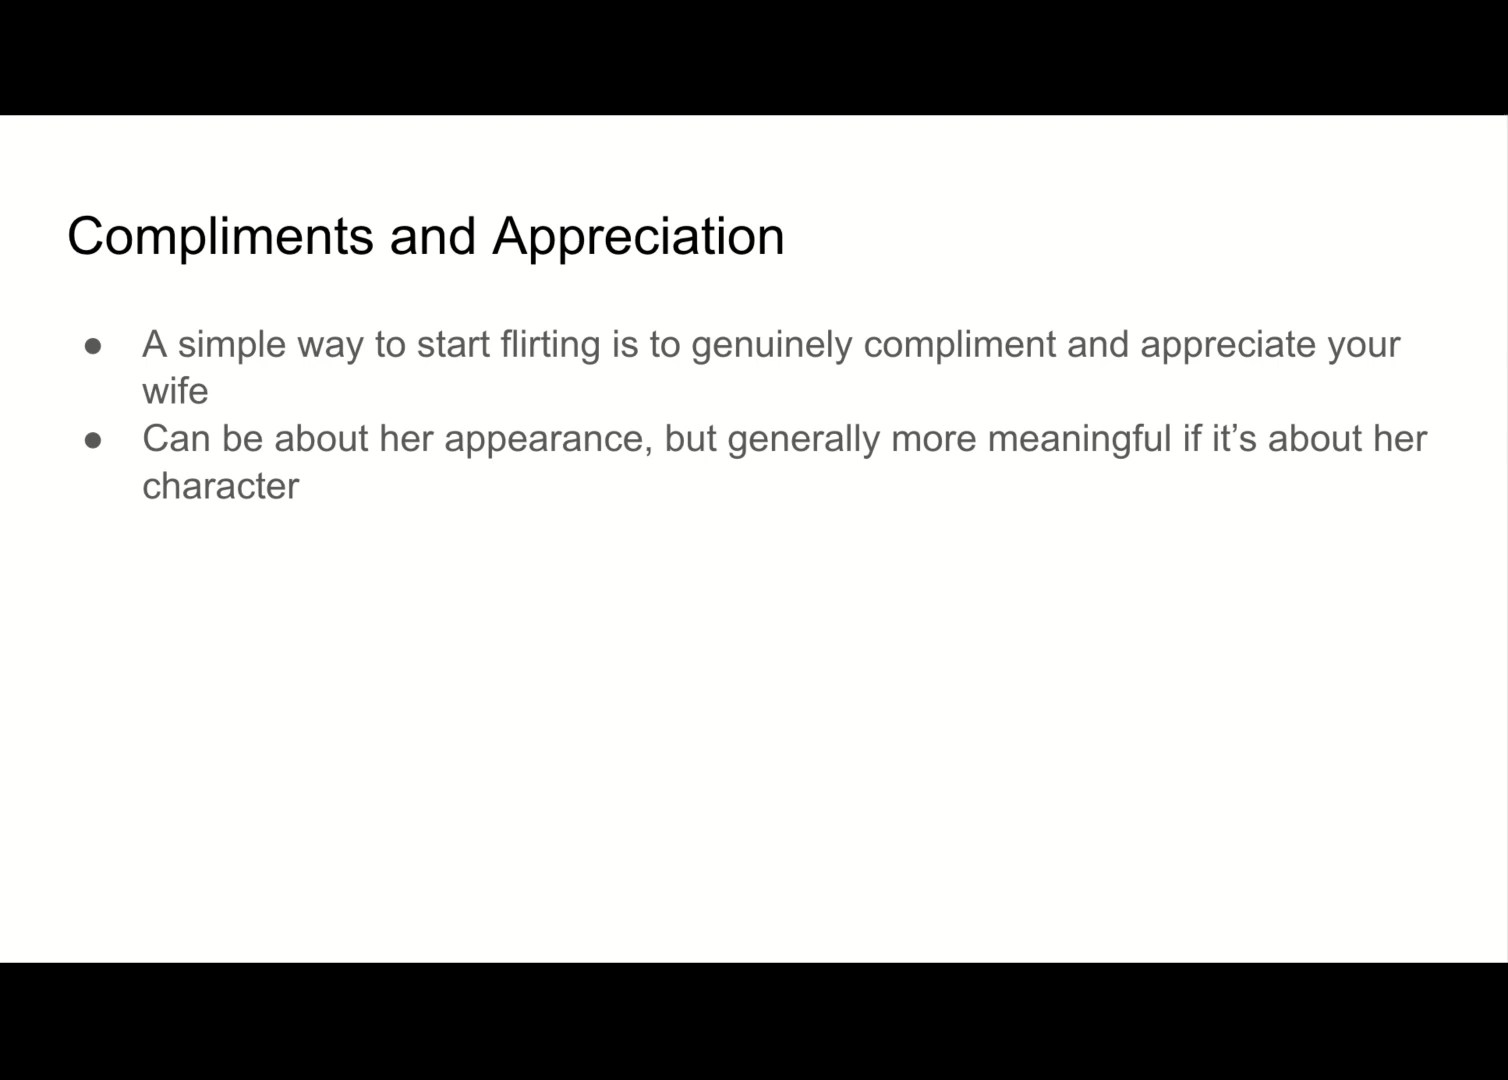 Compliments and Appreciation
● A simple way to start flirting is to genuinely compliment and appreciate your
wife
● Can be about her appearance, but generally more meaningful if it’s about her
character